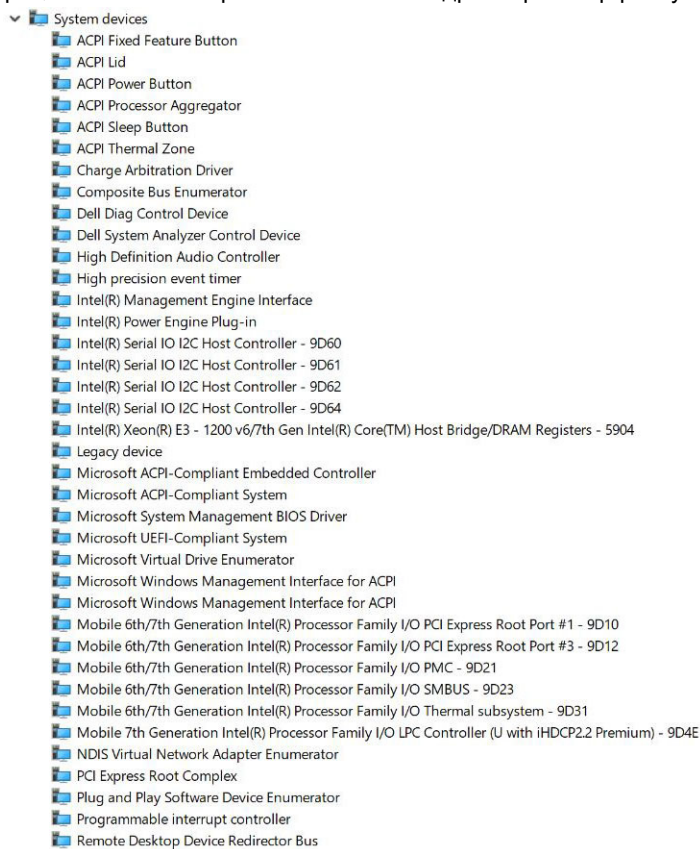 System devices
ACPI Fixed Feature Button
ACPI Lid
ACPI Power Button
ACPI Processor Aggregator
ACPI Sleep Button
ACPI Thermal Zone
Charge Arbitration Driver
Composite Bus Enumerator
Dell Diag Control Device
Dell System Analyzer Control Device
High Definition Audio Controller
High precision event timer
Intel(R) Management Engine Interface
Intel(R) Power Engine Plug-in
Intel(R) Serial IO I2C Host Controller - 9D60
Intel(R) Serial IO I2C Host Controller - 9D61
Intel(R) Serial IO I2C Host Controller - 9D62
Intel(R) Serial IO I2C Host Controller - 9D64
Intel(R) Xeon(R) E3 - 1200 v6/7th Gen Intel(R) Core(TM) Host Bridge/DRAM Registers - 5904
Legacy device
Microsoft ACPI-Compliant Embedded Controller
Microsoft ACPI-Compliant System
Microsoft System Management BIOS Driver
Microsoft UEFI-Compliant System
Microsoft Virtual Drive Enumerator
Microsoft Windows Management Interface for ACPI
Microsoft Windows Management Interface for ACPI
Mobile 6th/7th Generation Intel(R) Processor Family I/O PCI Express Root Port #1 - 9D10
Mobile 6th/7th Generation Intel(R) Processor Family I/O PCI Express Root Port #3 - 9D12
Mobile 6th/7th Generation Intel(R) Processor Family I/O PMC - 9D21
Mobile 6th/7th Generation Intel(R) Processor Family I/O SMBUS - 9D23
Mobile 6th/7th Generation Intel(R) Processor Family I/O Thermal subsystem - 9D31
Mobile 7th Generation Intel(R) Processor Family I/O LPC Controller (U with iHDCP2.2 Premium) - 9D4E
NDIS Virtual Network Adapter Enumerator
PCI Express Root Complex
Plug and Play Software Device Enumerator
Programmable interrupt controller
Remote Desktop Device Redirector Bus